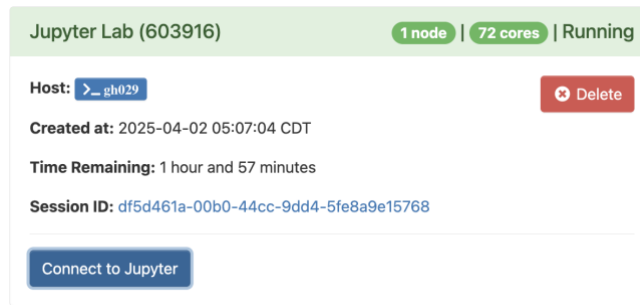 Jupyter Lab (603916) 1 node | 72 cores | Running
Host: >_ gh029 Delete
Created at: 2025-04-02 05:07:04 CDT
Time Remaining: 1 hour and 57 minutes
Session ID: df5d461a-00b0-44cc-9dd4-5fe8a9e15768
Connect to Jupyter